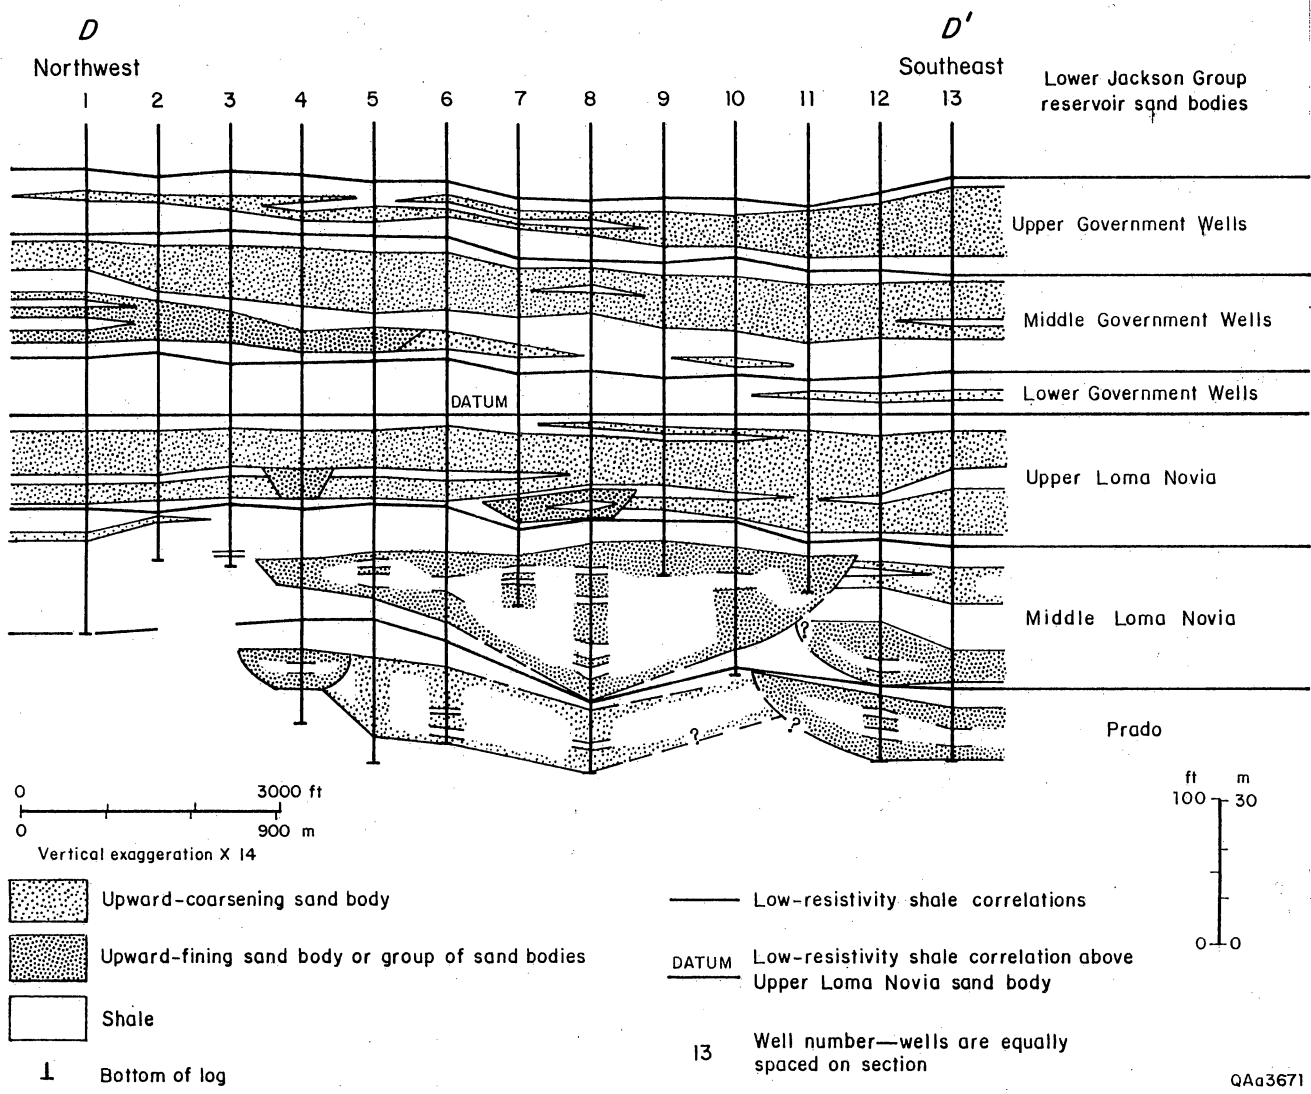 D D'
Northwest Southeast
Lower Jackson Group
reservoir sand bodies
1 2 3 4 5 6 7 8 9 10 11 12 13
Upper Government Wells
Middle Government Wells
Lower Government Wells
DATUM
Upper Loma Novia
Middle Loma Novia
?
Prado
? ?
0 3000 ft
0 900 m
Vertical exaggeration X 14
ft m
100 30
0 0
Upward-coarsening sand body
Upward-fining sand body or group of sand bodies
Shale
Bottom of log
Low-resistivity shale correlations
DATUM Low-resistivity shale correlation above
Upper Loma Novia sand body
13 Well number—wells are equally
spaced on section
QAa3671